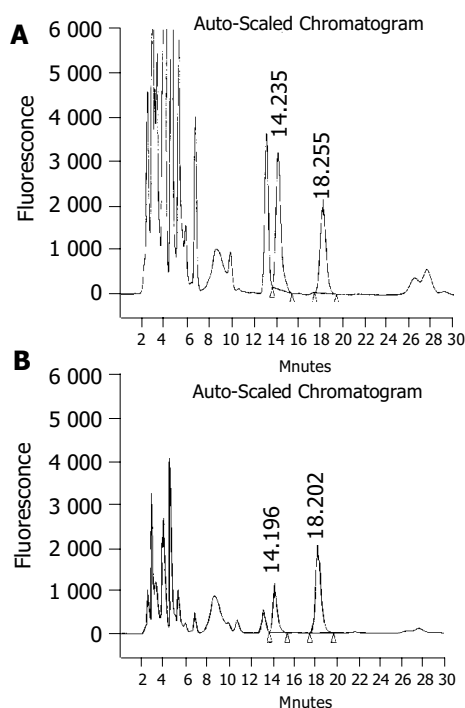 A
Auto-Scaled Chromatogram
6 000
5 000
4 000
3 000
2 000
1 000
0
Fluoresconce
14.235
18.255
2 4 6 8 10 12 14 16 18 20 22 24 26 28 30
Mnutes
B
Auto-Scaled Chromatogram
6 000
5 000
4 000
3 000
2 000
1 000
0
Fluoresconce
14.196
18.202
2 4 6 8 10 12 14 16 18 20 22 24 26 28 30
Mnutes